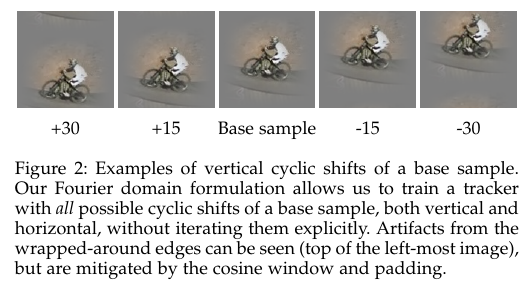 +30 +15 Base sample -15 -30
Figure 2: Examples of vertical cyclic shifts of a base sample.
Our Fourier domain formulation allows us to train a tracker
with all possible cyclic shifts of a base sample, both vertical and
horizontal, without iterating them explicitly. Artifacts from the
wrapped-around edges can be seen (top of the left-most image),
but are mitigated by the cosine window and padding.